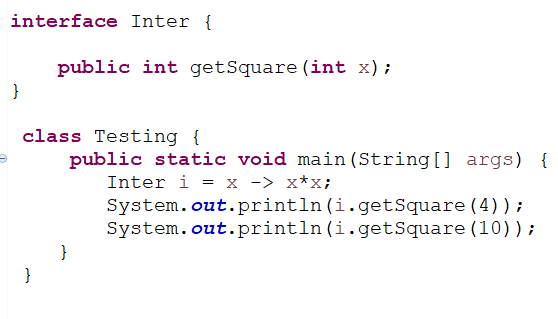 interface Inter {
public int getSquare(int x);
}
class Testing {
public static void main(String[] args) {
Inter i = x -> x*x;
System.out.println(i.getSquare(4));
System.out.println(i.getSquare(10));
}
}